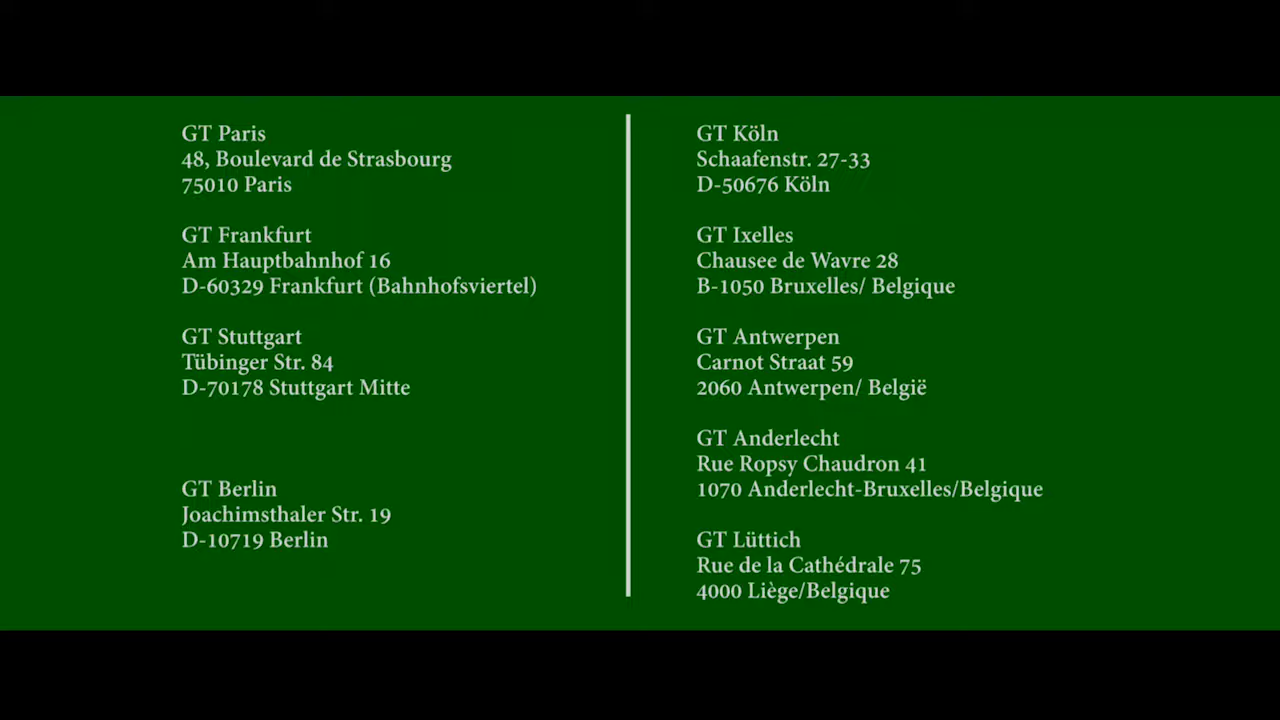 GT Paris
48, Boulevard de Strasbourg
75010 Paris
GT Frankfurt
Am Hauptbahnhof 16
D-60329 Frankfurt (Bahnhofsviertel)
GT Stuttgart
Tübinger Str. 84
D-70178 Stuttgart Mitte
GT Berlin
Joachimsthaler Str. 19
D-10719 Berlin
GT Köln
Schaafenstr. 27-33
D-50676 Köln
GT Ixelles
Chausee de Wavre 28
B-1050 Bruxelles/ Belgique
GT Antwerpen
Carnot Straat 59
2060 Antwerpen/ België
GT Anderlecht
Rue Ropsy Chaudron 41
1070 Anderlecht-Bruxelles/Belgique
GT Lüttich
Rue de la Cathédrale 75
4000 Liège/Belgique